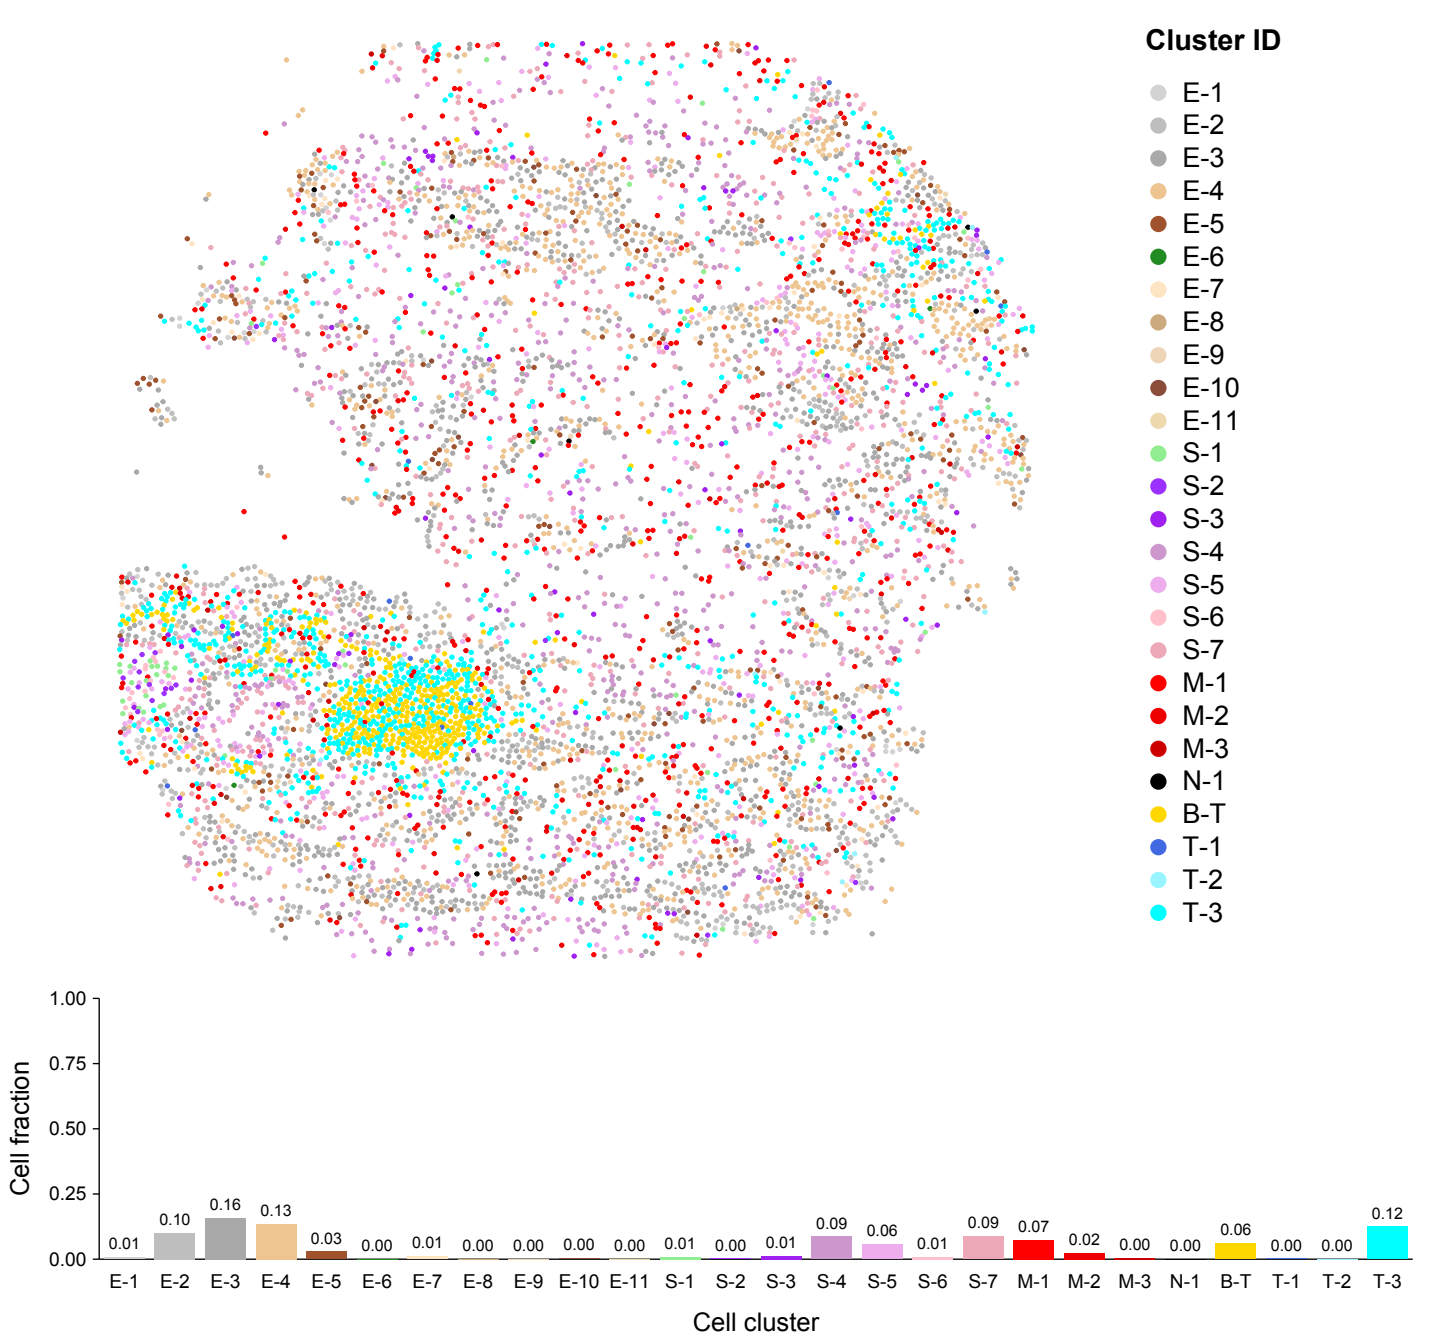 Cluster ID
E-1
E-2
E-3
E-4
E-5
E-6
E-7
E-8
E-9
E-10
E-11
S-1
S-2
S-3
S-4
S-5
S-6
S-7
M-1
M-2
M-3
N-1
B-T
T-1
T-2
T-3
Cell fraction
1.00
0.75
0.50
0.25
0.00
0.01 0.10 0.16 0.13 0.03 0.00 0.01 0.00 0.00 0.00 0.00 0.01 0.00 0.01 0.09 0.06 0.01 0.09 0.07 0.02 0.00 0.00 0.06 0.00 0.00 0.12
E-1 E-2 E-3 E-4 E-5 E-6 E-7 E-8 E-9 E-10 E-11 S-1 S-2 S-3 S-4 S-5 S-6 S-7 M-1 M-2 M-3 N-1 B-T T-1 T-2 T-3
Cell cluster